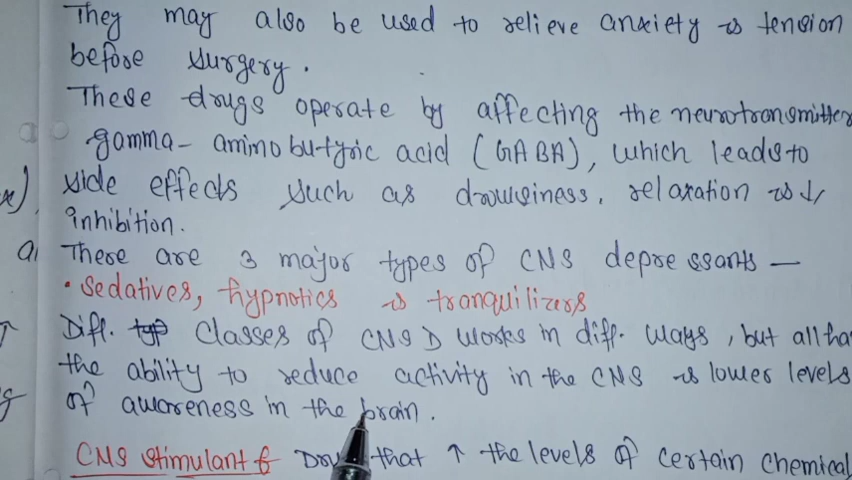 They may also be used to relieve anxiety & tension
before surgery.
These drugs operate by affecting the neurotransmitter
gamma-aminobutyric acid (GABA), which leads to
side effects such as drowsiness, relaxation & ↓
inhibition.
There are 3 major types of CNS depressants —
• Sedatives, hypnotics & tranquilizers
Diff. classes of CNS D works in diff. ways, but all ha
the ability to reduce activity in the CNS & lower levels
of awareness in the brain.
CNS stimulant that ↑ the levels of certain chemical